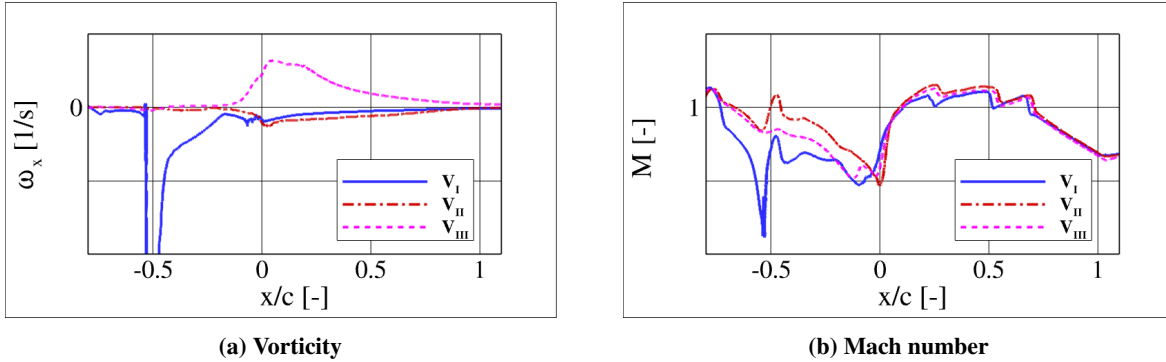 0
ω_x [1/s]
V_I
V_II
V_III
-0.5 0 0.5 1
x/c [-]
(a) Vorticity
1
M [-]
V_I
V_II
V_III
-0.5 0 0.5 1
x/c [-]
(b) Mach number